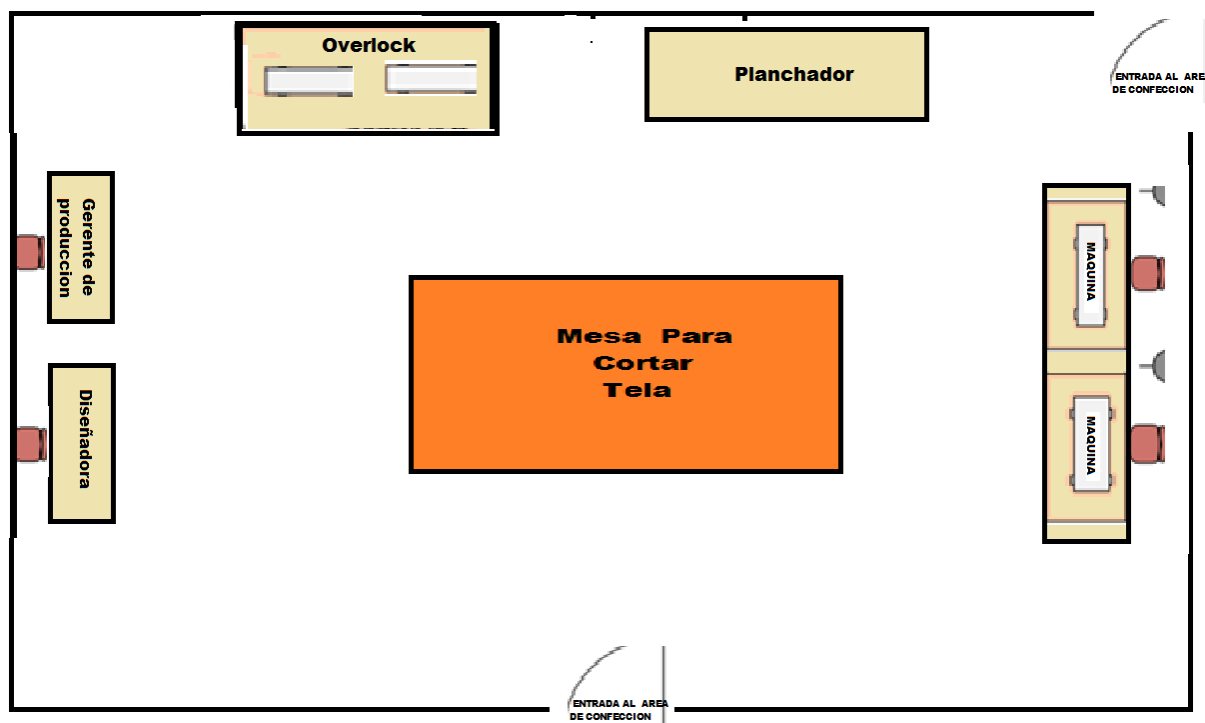 Overlock
Planchador
ENTRADA AL AREA
DE CONFECCION
Gerente de
produccion
MAQUINA
Mesa Para
Cortar
Tela
Diseñadora
MAQUINA
ENTRADA AL AREA
DE CONFECCION